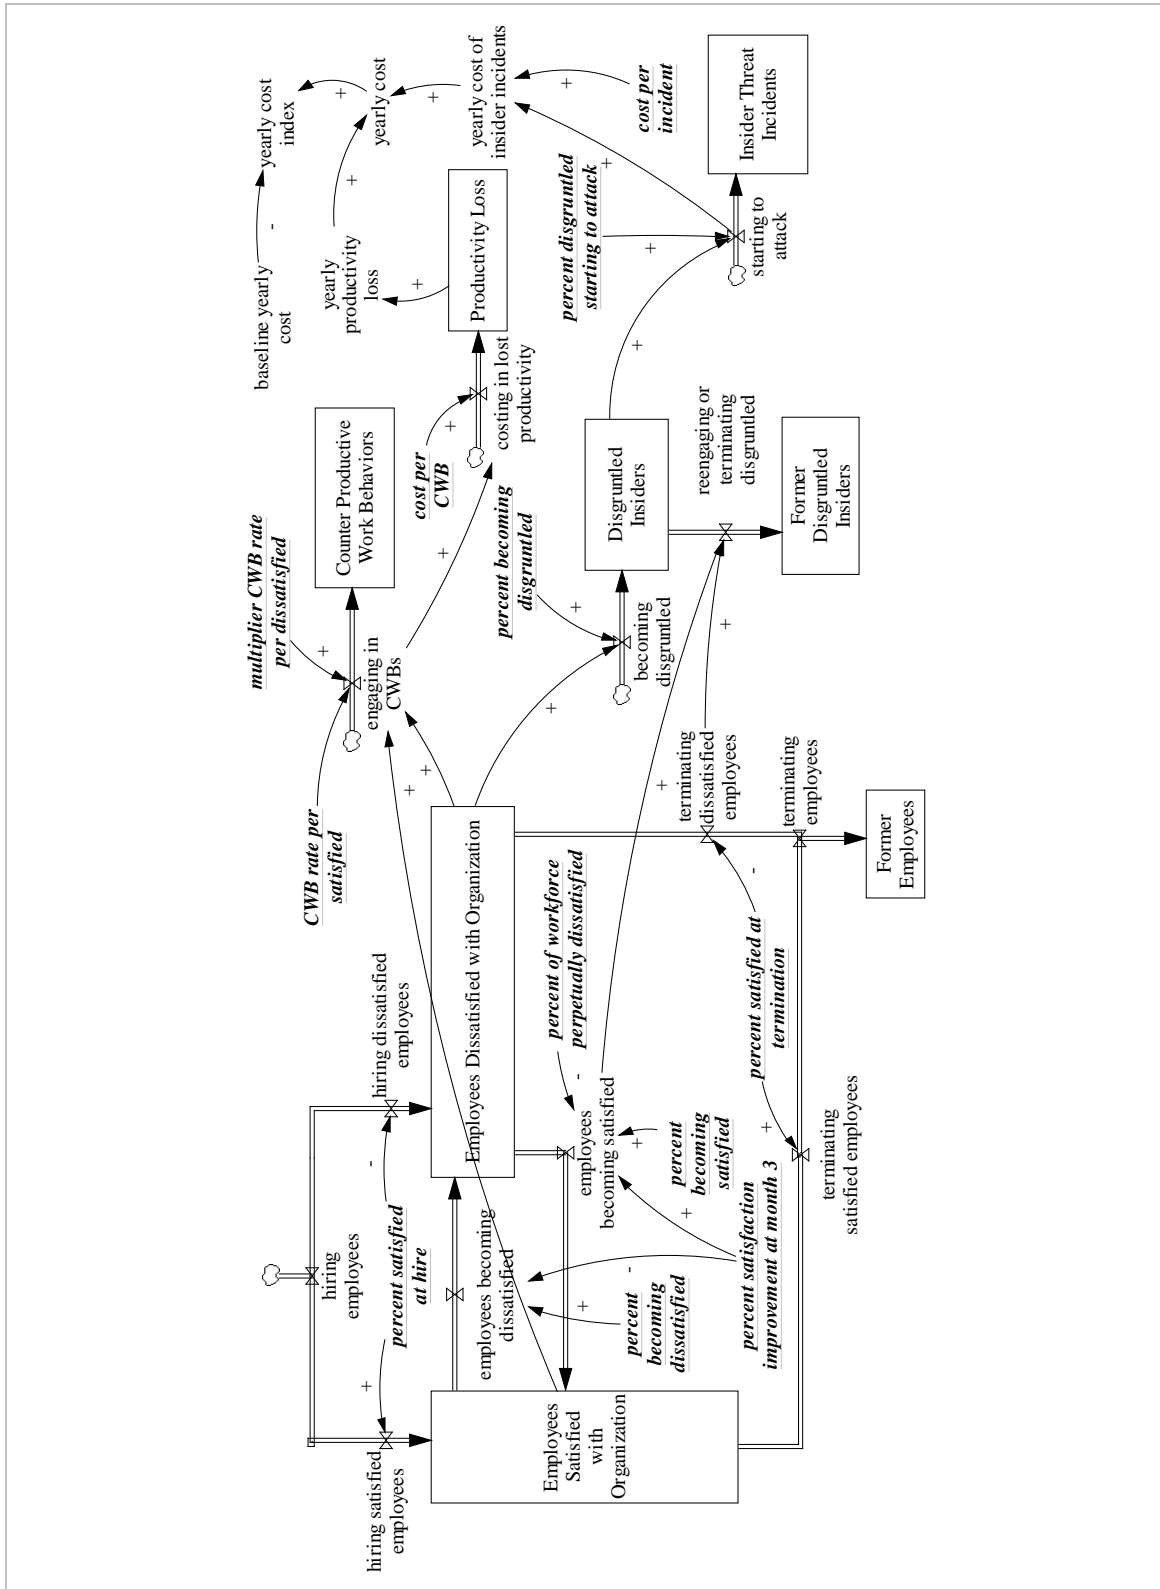 hiring
employees
hiring satisfied
employees
+
percent satisfied
at hire
-
hiring dissatisfied
employees
CWB rate per
satisfied
multiplier CWB rate
per dissatisfied
+
engaging in
CWBs
Counter Productive
Work Behaviors
+
+
+
cost per
CWB
+
costing in lost
productivity
Productivity Loss
+
yearly
productivity
loss
+
baseline yearly
cost
-
yearly cost
index
+
yearly cost
+
yearly cost of
insider incidents
+
cost per
incident
Employees
Satisfied
with
Organization
employees becoming
dissatisfied
Employees Dissatisfied with Organization
+
percent becoming
disgruntled
+
becoming
disgruntled
Disgruntled
Insiders
+
percent disgruntled
starting to attack
+
+
starting to
attack
Insider Threat
Incidents
+
percent
becoming
dissatisfied
-
employees
becoming satisfied
-
percent of workforce
perpetually dissatisfied
+
percent
becoming
satisfied
+
percent satisfaction
improvement at month 3
+
+
reengaging or
terminating
disgruntled
Former
Disgruntled
Insiders
terminating
dissatisfied
employees
-
percent satisfied at
termination
+
terminating
satisfied employees
terminating
employees
Former
Employees